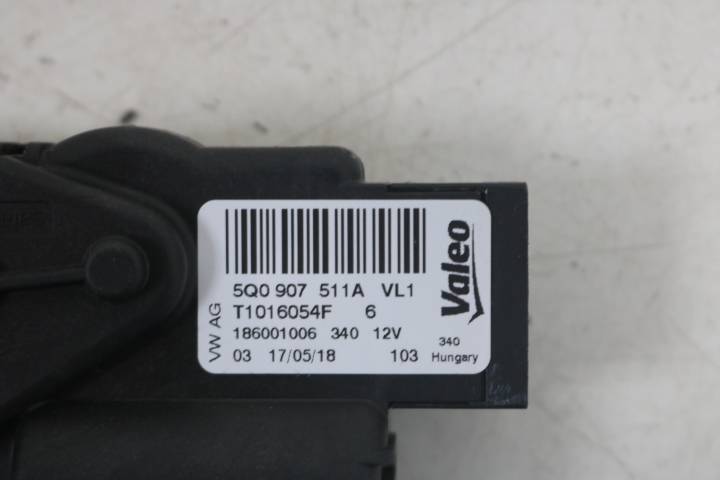 5Q0 907 511A VL1
T1016054F 6
186001006 340 12V
03 17/05/18 103
VW AG
Valeo
340
Hungary